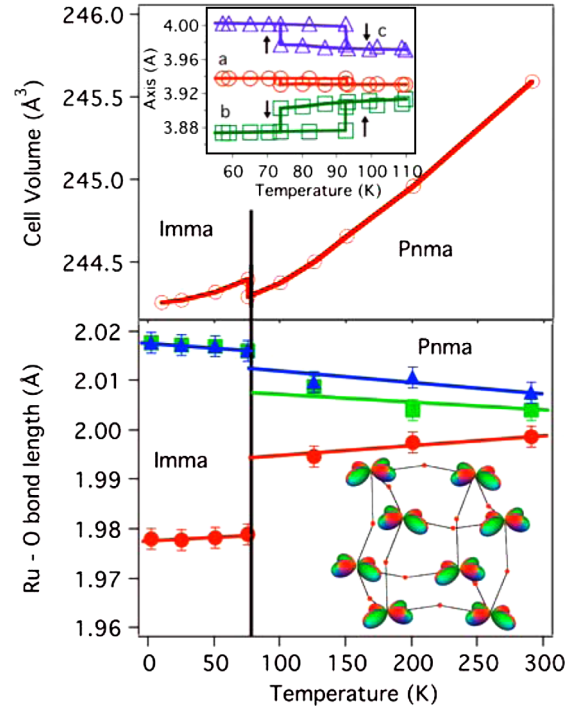 246.0
245.5
245.0
244.5
Cell Volume (Å³)
4.00
3.96
3.92
3.88
Axis (A)
c
a
b
60 70 80 90 100 110
Temperature (K)
Imma
Pnma
2.02
2.01
2.00
1.99
1.98
1.97
1.96
Ru - O bond length (Å)
Pnma
Imma
0 50 100 150 200 250 300
Temperature (K)